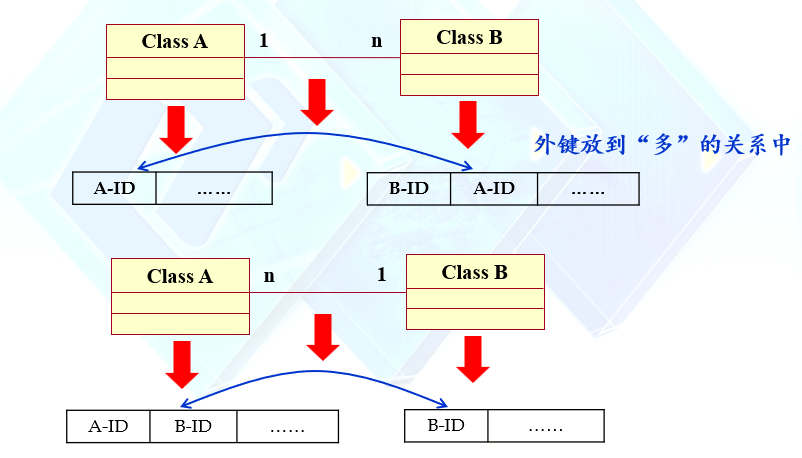 Class A 1 n Class B
外键放到“多”的关系中
A-ID ……
B-ID A-ID ……
Class A n 1 Class B
A-ID B-ID ……
B-ID ……